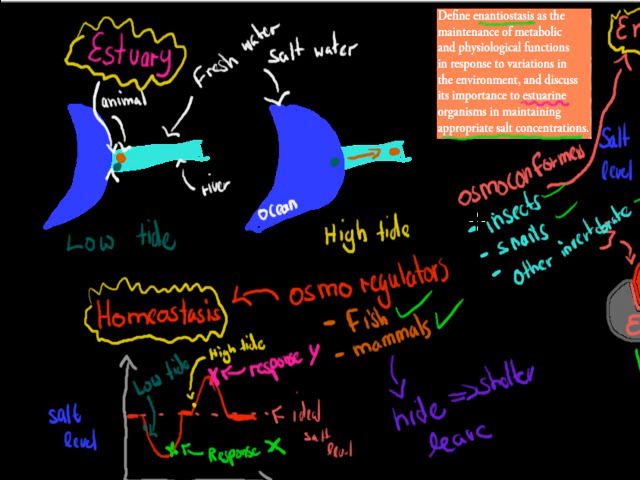 Estuary
animal
Fresh water
Salt water
river
ocean
Low tide
High tide
Define enantiostasis as the
maintenance of metabolic
and physiological functions
in response to variations in
the environment, and discuss
its importance to estuarine
organisms in maintaining
appropriate salt concentrations.
Salt
level
osmoconformers
- insects
- snails
- other invertebrate
Homeostasis
osmo regulators
- Fish
- mammals
hide => shelter
leave
High tide
Low tide
response Y
salt
level
ideal
salt
level
Response X